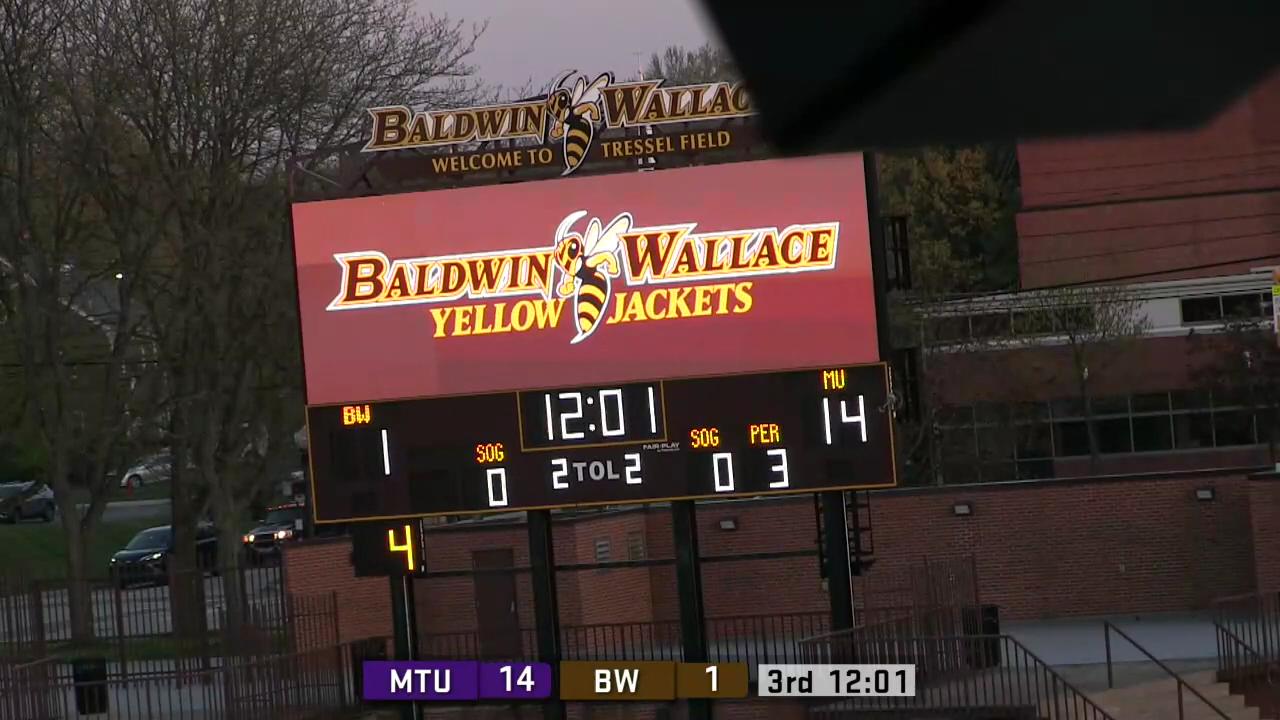 BALDWIN WALLAC
WELCOME TO TRESSEL FIELD
BALDWIN WALLACE
YELLOW JACKETS
BW 12:01 MU
1 14
SOG SOG PER
0 2 TOL 2 0 3
FAIR-PLAY
4
MTU 14 BW 1 3rd 12:01